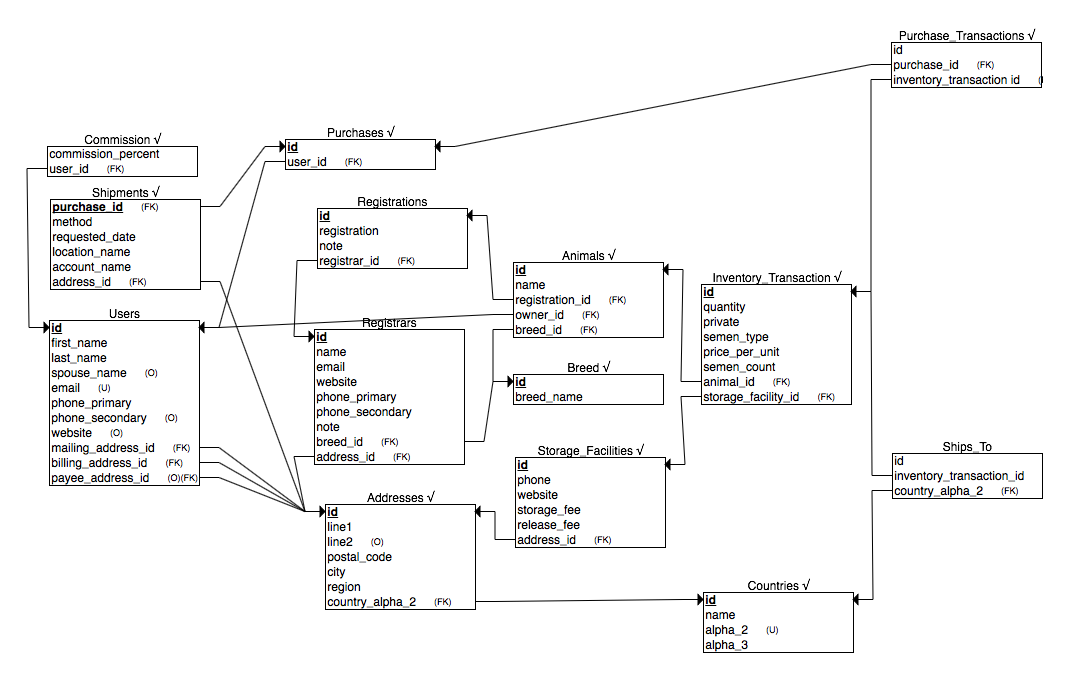 Purchase_Transactions √
id
purchase_id (FK)
inventory_transaction id
Commission √
commission_percent
user_id (FK)
Purchases √
id
user_id (FK)
Shipments √
purchase_id (FK)
method
requested_date
location_name
account_name
address_id (FK)
Registrations
id
registration
note
registrar_id (FK)
Animals √
id
name
registration_id (FK)
owner_id (FK)
breed_id (FK)
Inventory_Transaction √
id
quantity
private
semen_type
price_per_unit
semen_count
animal_id (FK)
storage_facility_id (FK)
Users
id
first_name
last_name
spouse_name (O)
email (U)
phone_primary
phone_secondary (O)
website (O)
mailing_address_id (FK)
billing_address_id (FK)
payee_address_id (O)(FK)
Registrars
id
name
email
website
phone_primary
phone_secondary
note
breed_id (FK)
address_id (FK)
Breed √
id
breed_name
Storage_Facilities √
id
phone
website
storage_fee
release_fee
address_id (FK)
Ships_To
id
inventory_transaction_id
country_alpha_2 (FK)
Addresses √
id
line1
line2 (O)
postal_code
city
region
country_alpha_2 (FK)
Countries √
id
name
alpha_2 (U)
alpha_3